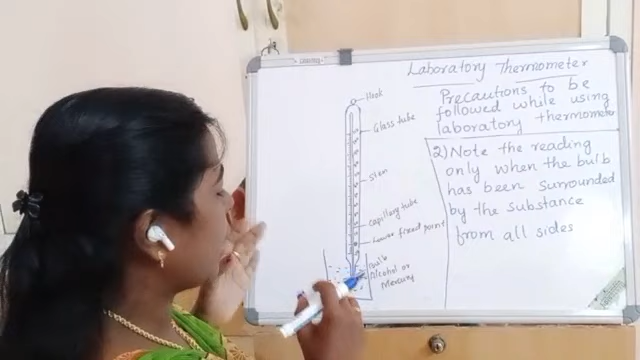 Laboratory Thermometer
Precautions to be
followed while using
laboratory thermometer
2) Note the reading
only when the bulb
has been surrounded
by the substance
from all sides
Hook
Glass tube
Stem
Capillary tube
Lower fixed point
Bulb
Alcohol or
Mercury